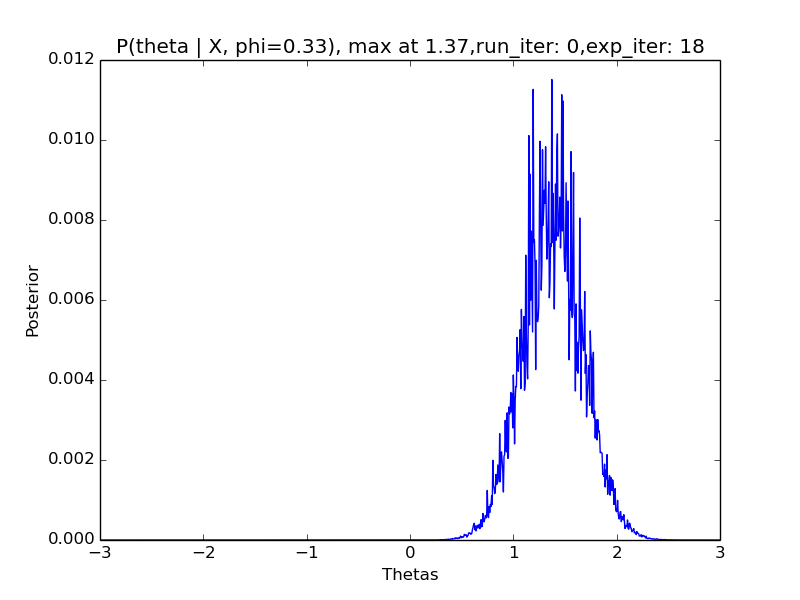 P(theta | X, phi=0.33), max at 1.37,run_iter: 0,exp_iter: 18
0.012
0.010
0.008
0.006
0.004
0.002
0.000
Posterior
−3 −2 −1 0 1 2 3
Thetas